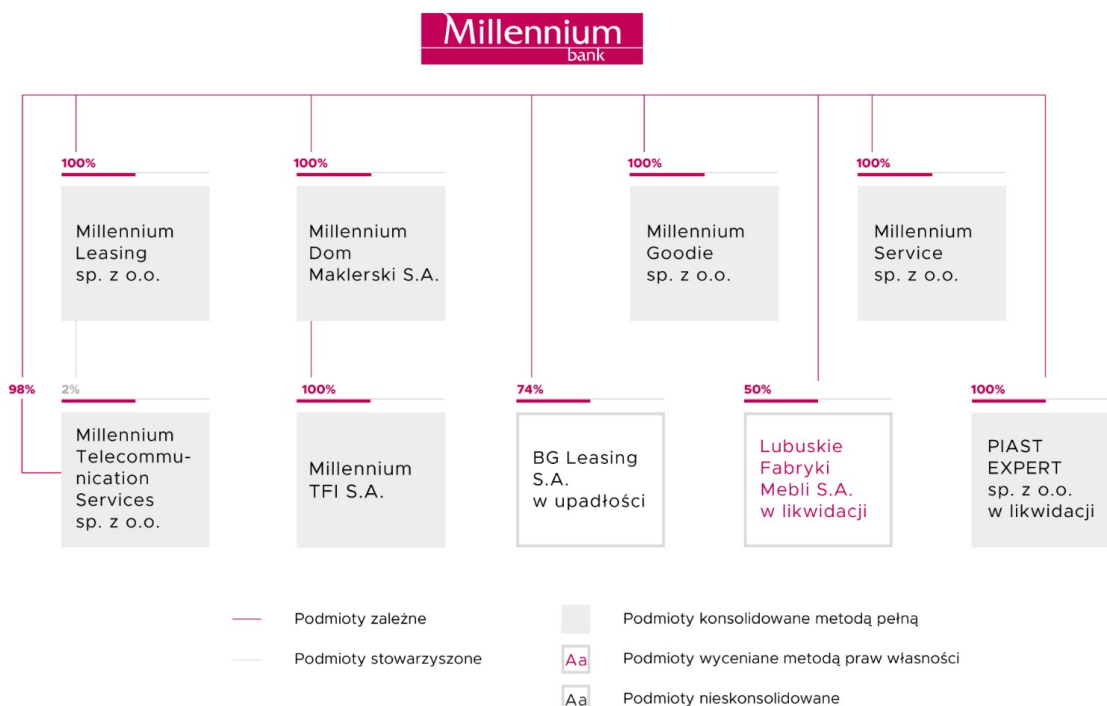 Millennium
bank
100%
100%
100%
100%
Millennium
Leasing
sp. z o.o.
Millennium
Dom
Maklerski S.A.
Millennium
Goodie
sp. z o.o.
Millennium
Service
sp. z o.o.
98%
2%
100%
74%
50%
100%
Millennium
Telecommu-
nication
Services
sp. z o.o.
Millennium
TFI S.A.
BG Leasing
S.A.
w upadłości
Lubuskie
Fabryki
Mebli S.A.
w likwidacji
PIAST
EXPERT
sp. z o.o.
w likwidacji
Podmioty zależne
Podmioty stowarzyszone
Podmioty konsolidowane metodą pełną
Aa
Podmioty wyceniane metodą praw własności
Aa
Podmioty nieskonsolidowane